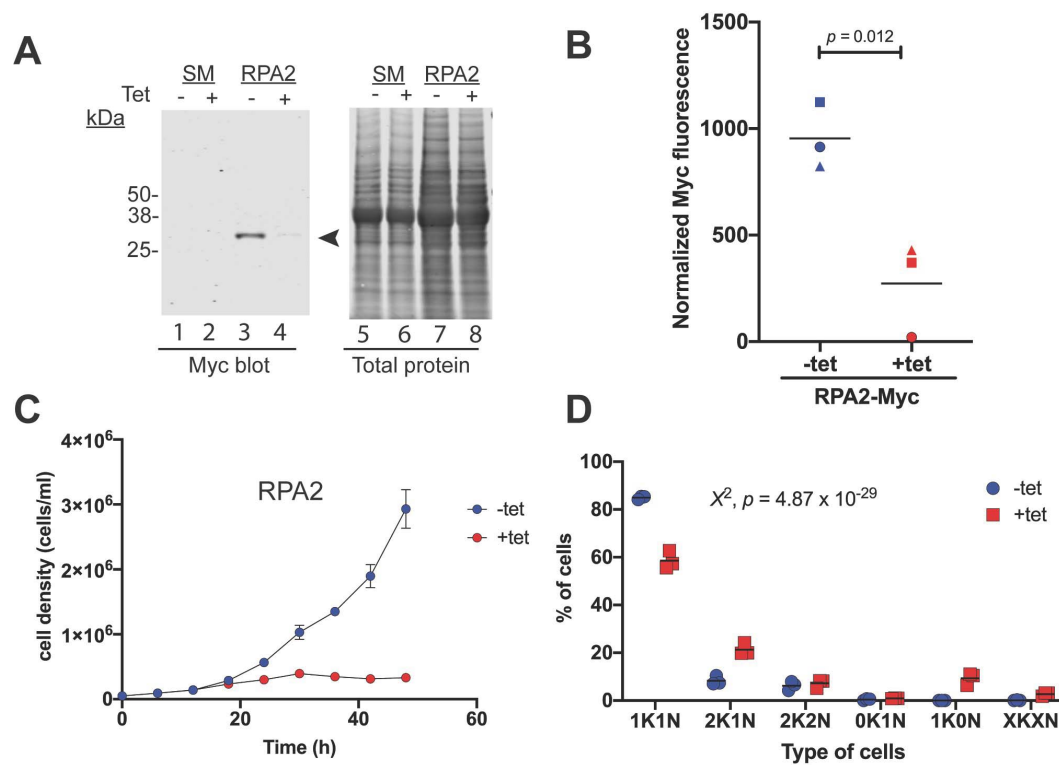 A
SM RPA2 SM RPA2
Tet - + - + - + - +
kDa
50-
38-
25-
1 2 3 4 5 6 7 8
Myc blot Total protein
B
p = 0.012
Normalized Myc fluorescence
1500
1000
500
0
-tet +tet
RPA2-Myc
C
RPA2
cell density (cells/ml)
4×10⁶
3×10⁶
2×10⁶
1×10⁶
0
0 20 40 60
Time (h)
-tet
+tet
D
X², p = 4.87 x 10⁻²⁹
-tet
+tet
% of cells
100
80
60
40
20
0
1K1N 2K1N 2K2N 0K1N 1K0N XKXN
Type of cells